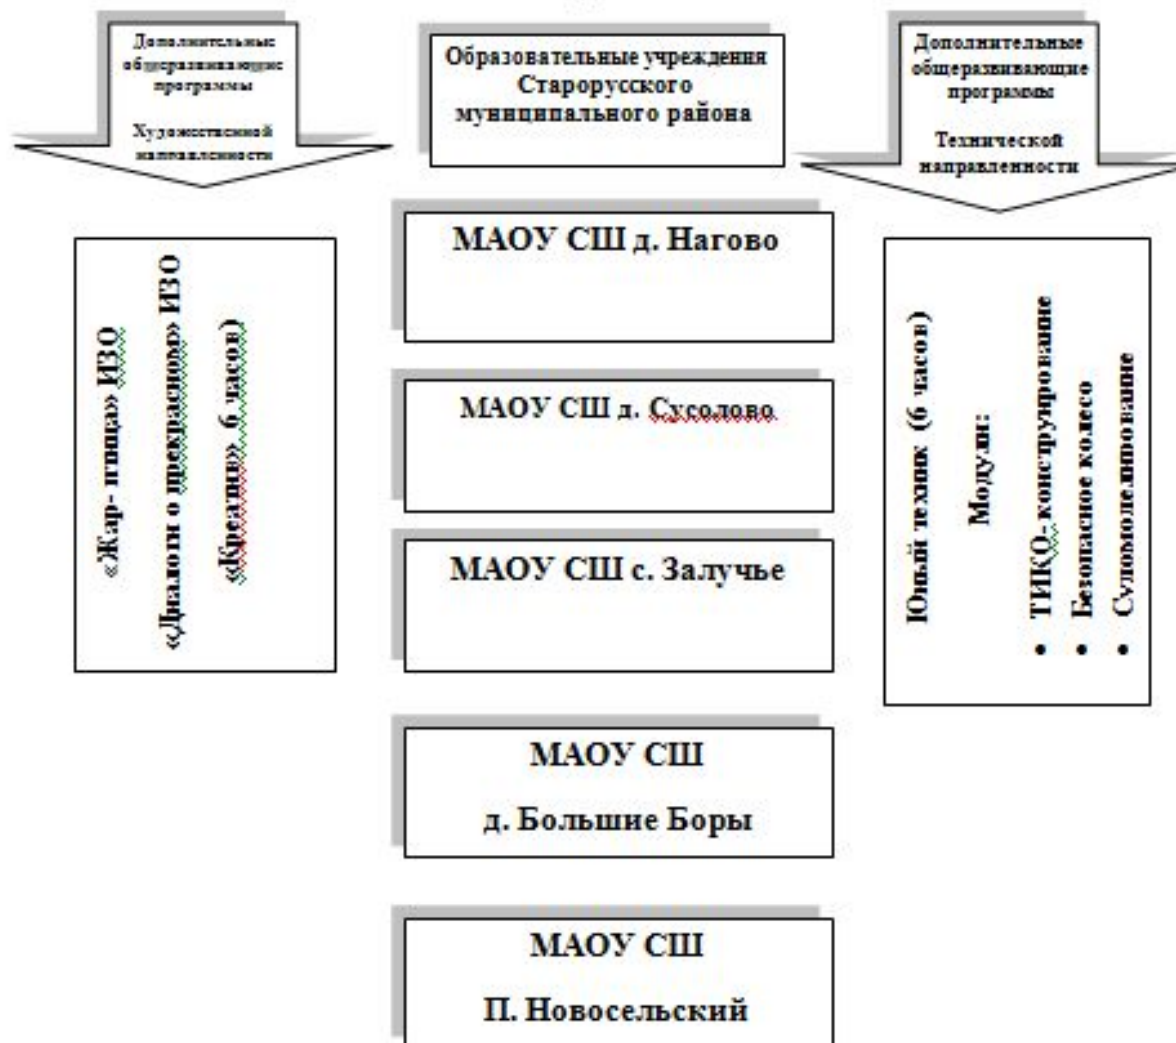 Дополнительные
общеразвивающие
программы
Художественной
направленности
Образовательные учреждения
Старорусского
муниципального района
Дополнительные
общеразвивающие
программы
Технической
направленности
«Жар- птица» ИЗО
«Диалоги о прекрасном» ИЗО
«Креатив» 6 часов)
МАОУ СШ д. Нагово
МАОУ СШ д. Сусолово
МАОУ СШ с. Залучье
МАОУ СШ
д. Большие Боры
МАОУ СШ
П. Новосельский
Юный техник (6 часов)
Модули:
• ТИКО- конструирование
• Безопасное колесо
• Судомоделирование